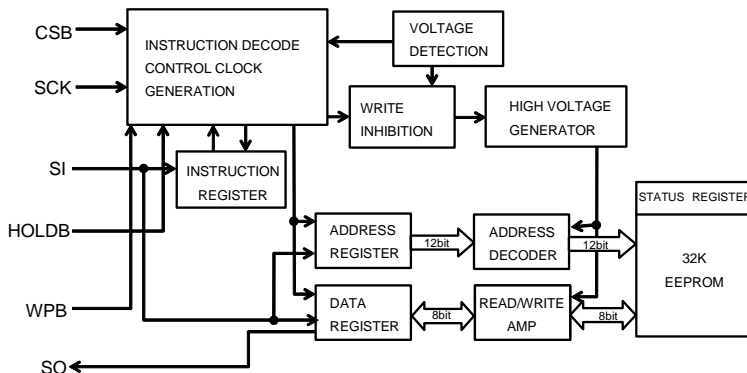 CSB
SCK
SI
HOLDB
WPB
SO
INSTRUCTION DECODE
CONTROL CLOCK
GENERATION
VOLTAGE
DETECTION
WRITE
INHIBITION
HIGH VOLTAGE
GENERATOR
INSTRUCTION
REGISTER
ADDRESS
REGISTER
12bit
ADDRESS
DECODER
12bit
DATA
REGISTER
8bit
READ/WRITE
AMP
8bit
STATUS REGISTER
32K
EEPROM